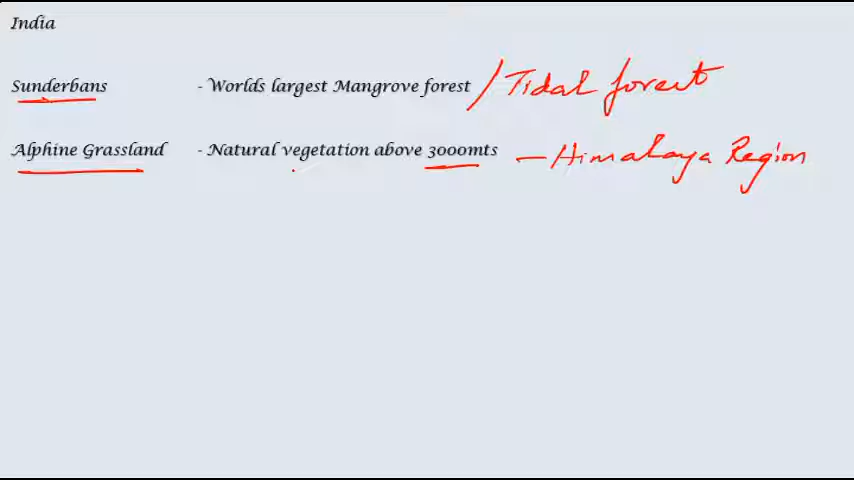 India
Sunderbans - Worlds largest Mangrove forest / Tidal forest
Alphine Grassland - Natural vegetation above 3000mts - Himalaya Region